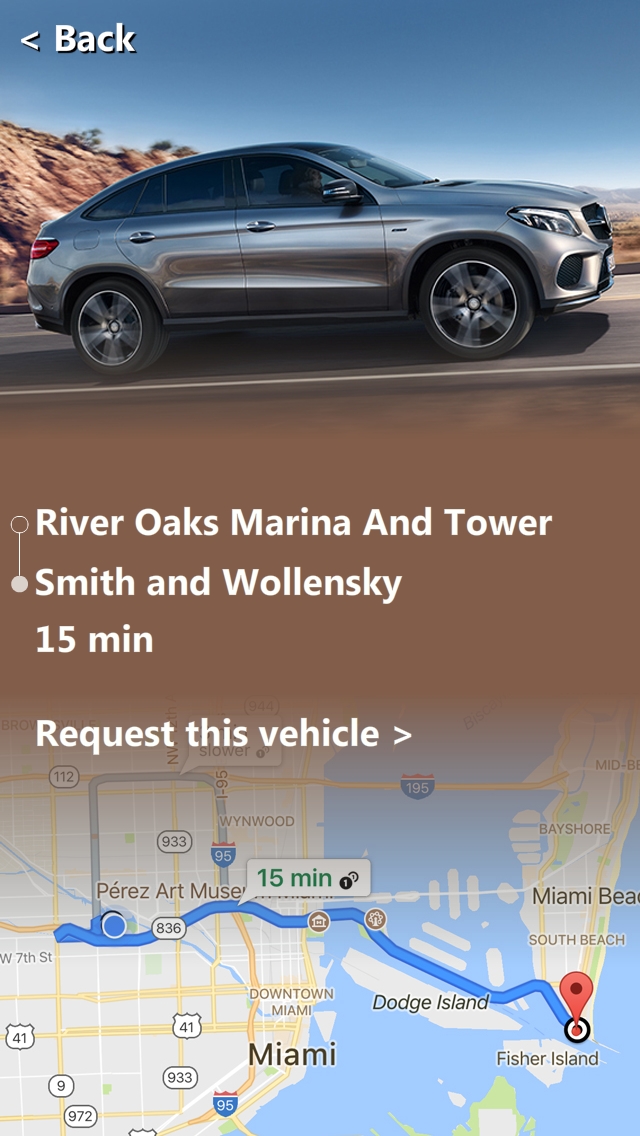 < Back
River Oaks Marina And Tower
Smith and Wollensky
15 min
(944)
Request this vehicle >
slower
112
I-95
195
MID-BE
WYNWOOD
933
95
BAYSHORE
15 min
Pérez Art Museum Miami
Miami Beac
836
SOUTH BEACH
W 7th St
DOWNTOWN
MIAMI
Dodge Island
41
41
Miami
Fisher Island
9
933
95
972